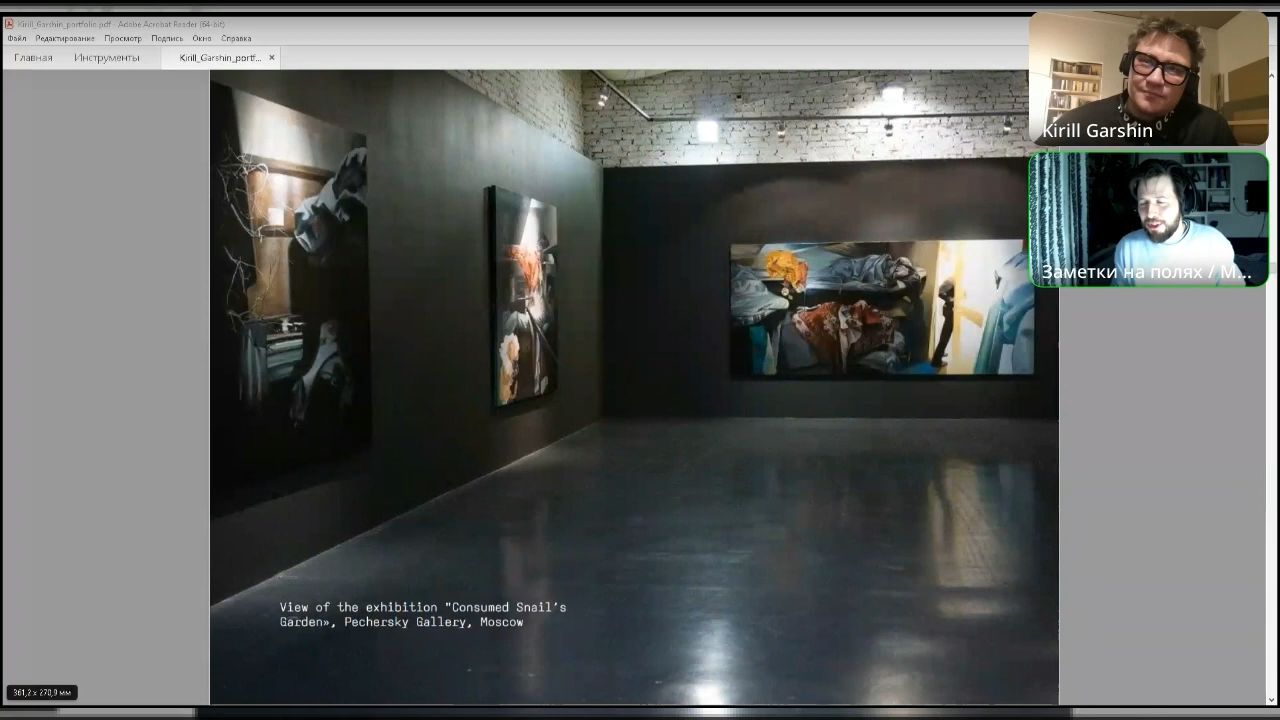 Kirill_Garshin_portfolio.pdf - Adobe Acrobat Reader (64-bit)
Файл Редактирование Просмотр Подпись Окно Справка
Главная Инструменты Kirill_Garshin_portf... ×
Kirill Garshin
Заметки на полях / М...
View of the exhibition "Consumed Snail's
Garden», Pechersky Gallery, Moscow
361,2 x 270,9 мм